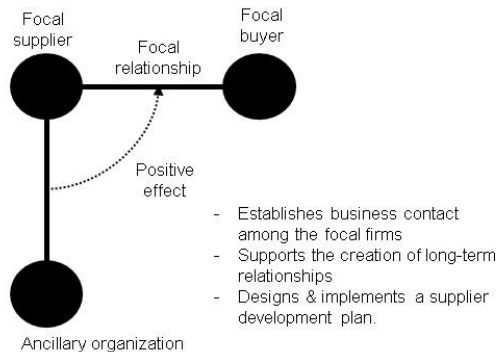 Focal
supplier
Focal
relationship
Focal
buyer
Positive
effect
- Establishes business contact
among the focal firms
- Supports the creation of long-term
relationships
- Designs & implements a supplier
development plan.
Ancillary organization